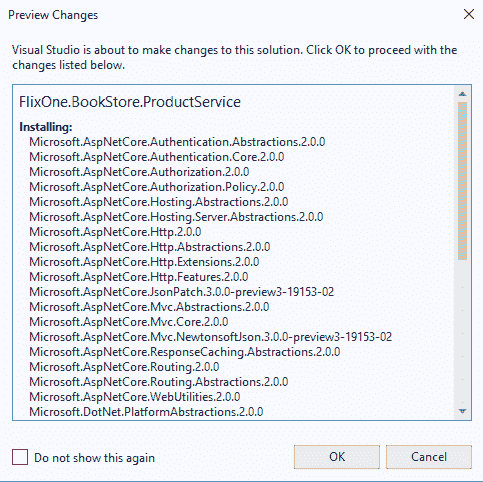 Preview Changes
Visual Studio is about to make changes to this solution. Click OK to proceed with the
changes listed below.
FlixOne.BookStore.ProductService
Installing:
Microsoft.AspNetCore.Authentication.Abstractions.2.0.0
Microsoft.AspNetCore.Authentication.Core.2.0.0
Microsoft.AspNetCore.Authorization.2.0.0
Microsoft.AspNetCore.Authorization.Policy.2.0.0
Microsoft.AspNetCore.Hosting.Abstractions.2.0.0
Microsoft.AspNetCore.Hosting.Server.Abstractions.2.0.0
Microsoft.AspNetCore.Http.2.0.0
Microsoft.AspNetCore.Http.Abstractions.2.0.0
Microsoft.AspNetCore.Http.Extensions.2.0.0
Microsoft.AspNetCore.Http.Features.2.0.0
Microsoft.AspNetCore.JsonPatch.3.0.0-preview3-19153-02
Microsoft.AspNetCore.Mvc.Abstractions.2.0.0
Microsoft.AspNetCore.Mvc.Core.2.0.0
Microsoft.AspNetCore.Mvc.NewtonsoftJson.3.0.0-preview3-19153-02
Microsoft.AspNetCore.ResponseCaching.Abstractions.2.0.0
Microsoft.AspNetCore.Routing.2.0.0
Microsoft.AspNetCore.Routing.Abstractions.2.0.0
Microsoft.AspNetCore.WebUtilities.2.0.0
Microsoft.DotNet.PlatformAbstractions.2.0.0
Do not show this again
OK
Cancel